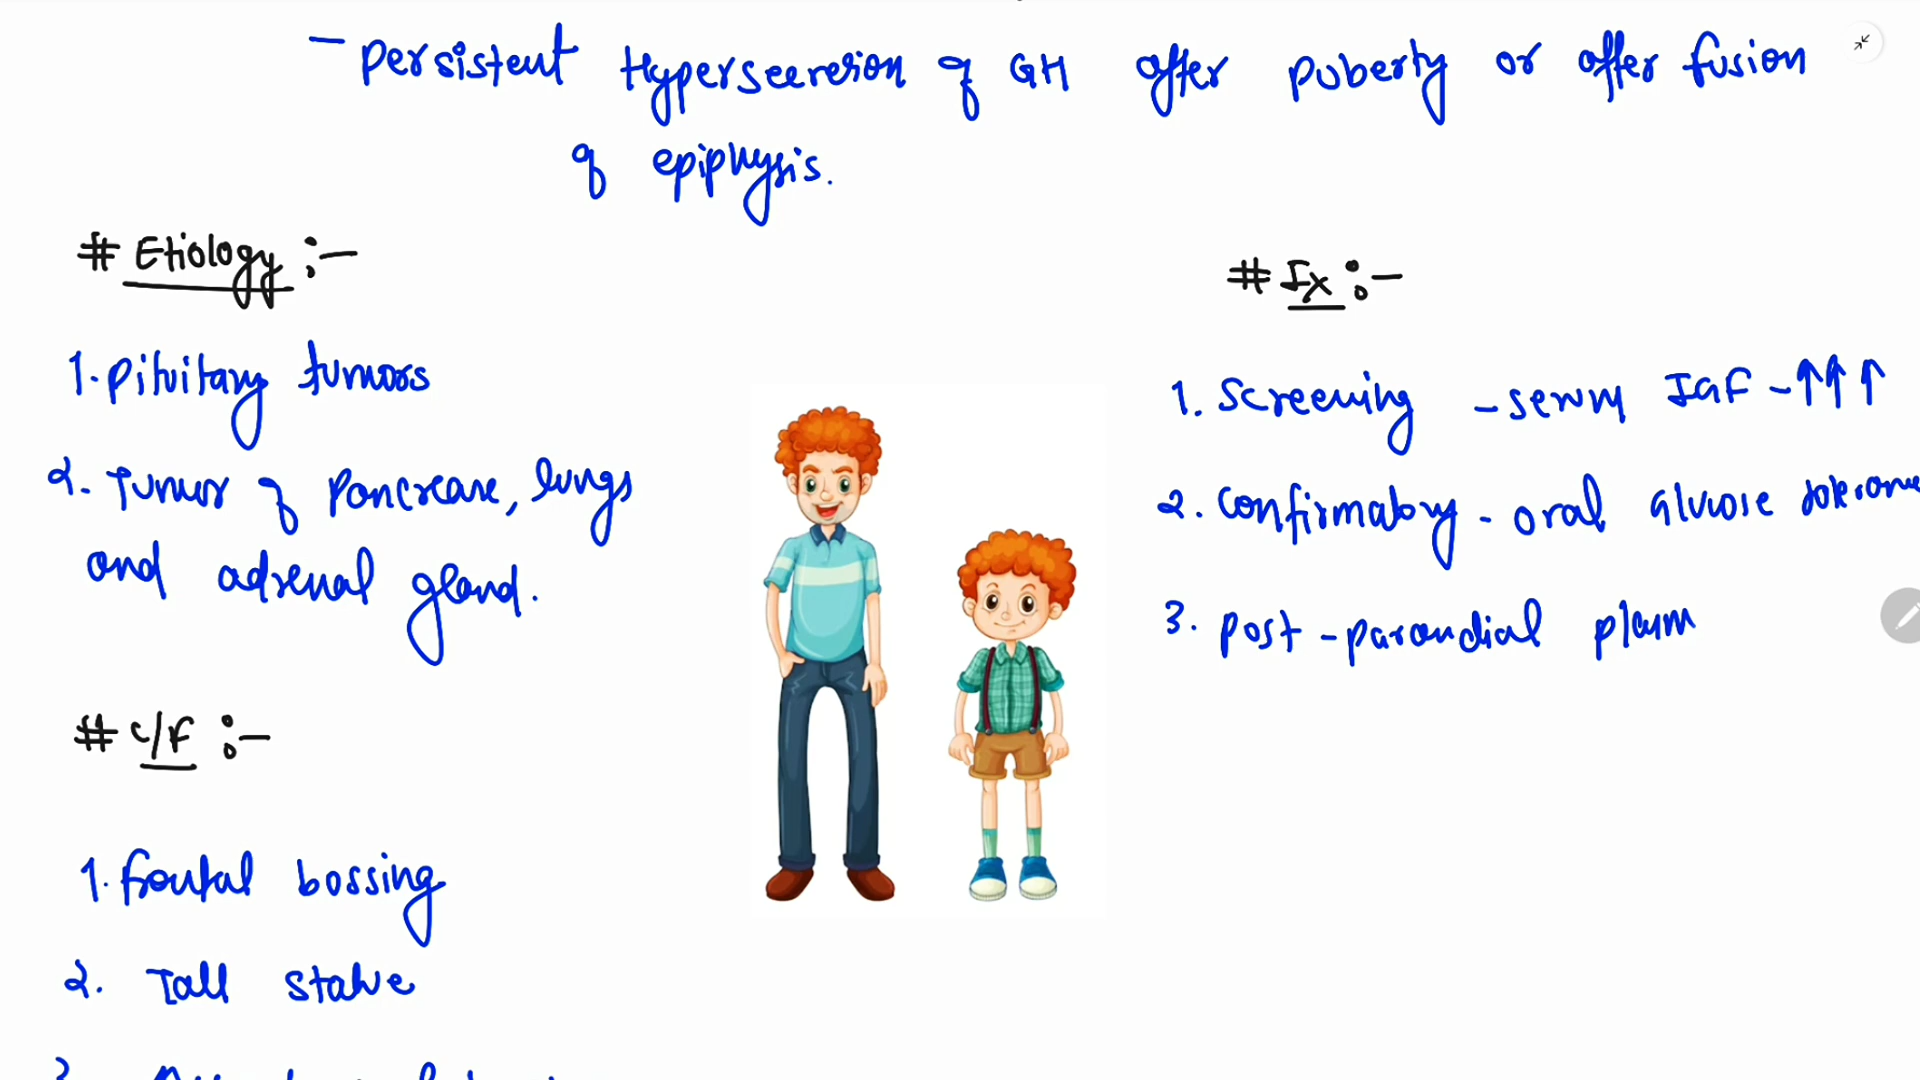 - Persistent Hypersecretion of GH after puberty or after fusion
of epiphysis.
# Etiology :-
1. Pituitary tumors
2. Tumor of Pancreas, lungs
and adrenal gland.
# C/F :-
1. frontal bossing
2. Tall stature
3.
# Ix :-
1. Screening - serum IGF - ↑↑↑
2. Confirmatory - oral glucose tolerance
3. Post - parandial